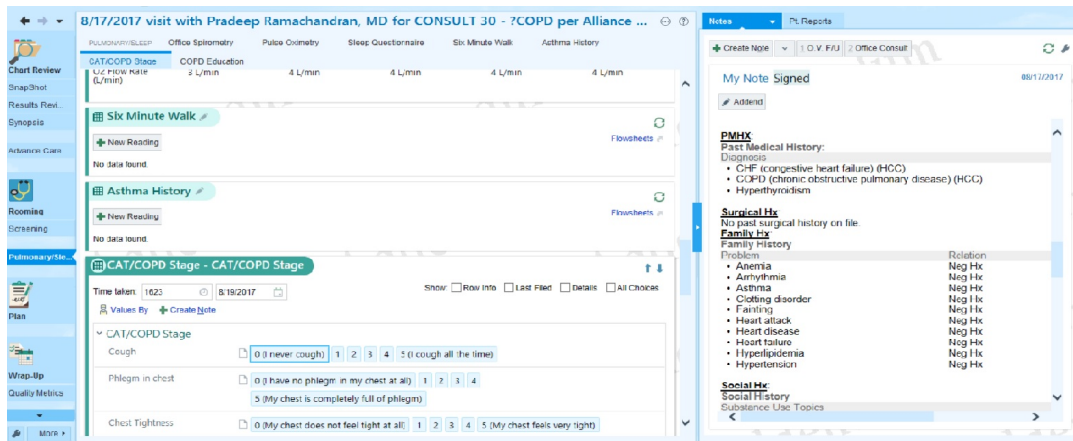 8/17/2017 visit with Pradeep Ramachandran, MD for CONSULT 30 - ?COPD per Alliance ...
PULMONARY/SLEEP Office Spirometry Pulse Oximetry Sleep Questionnaire Six Minute Walk Asthma History
CAT/COPD Stage COPD Education
Chart Review
SnapShot
Results Revi...
Synopsis
Advance Care
Rooming
Screening
Pulmonary/Sle...
Plan
Wrap-Up
Quality Metrics
More
O2 Flow Rate (L/min) 3 L/min 4 L/min 4 L/min 4 L/min 4 L/min
Six Minute Walk
New Reading
Flowsheets
No data found.
Asthma History
New Reading
Flowsheets
No data found.
CAT/COPD Stage - CAT/COPD Stage
Time taken: 1623 8/19/2017 Show: Row Info Last Filed Details All Choices
Values By Create Note
CAT/COPD Stage
Cough 0 (I never cough) 1 2 3 4 5 (I cough all the time)
Phlegm in chest 0 (I have no phlegm in my chest at all) 1 2 3 4
5 (My chest is completely full of phlegm)
Chest Tightness 0 (My chest does not feel tight at all) 1 2 3 4 5 (My chest feels very tight)
Notes Pt. Reports
Create Note 1 O.V. F/U 2 Office Consult
My Note Signed 08/17/2017
Addend
PMHX:
Past Medical History:
Diagnosis
• CHF (congestive heart failure) (HCC)
• COPD (chronic obstructive pulmonary disease) (HCC)
• Hyperthyroidism
Surgical Hx:
No past surgical history on file.
Family Hx:
Family History
Problem Relation
• Anemia Neg Hx
• Arrhythmia Neg Hx
• Asthma Neg Hx
• Clotting disorder Neg Hx
• Fainting Neg Hx
• Heart attack Neg Hx
• Heart disease Neg Hx
• Heart failure Neg Hx
• Hyperlipidemia Neg Hx
• Hypertension Neg Hx
Social Hx:
Social History
Substance Use Topics